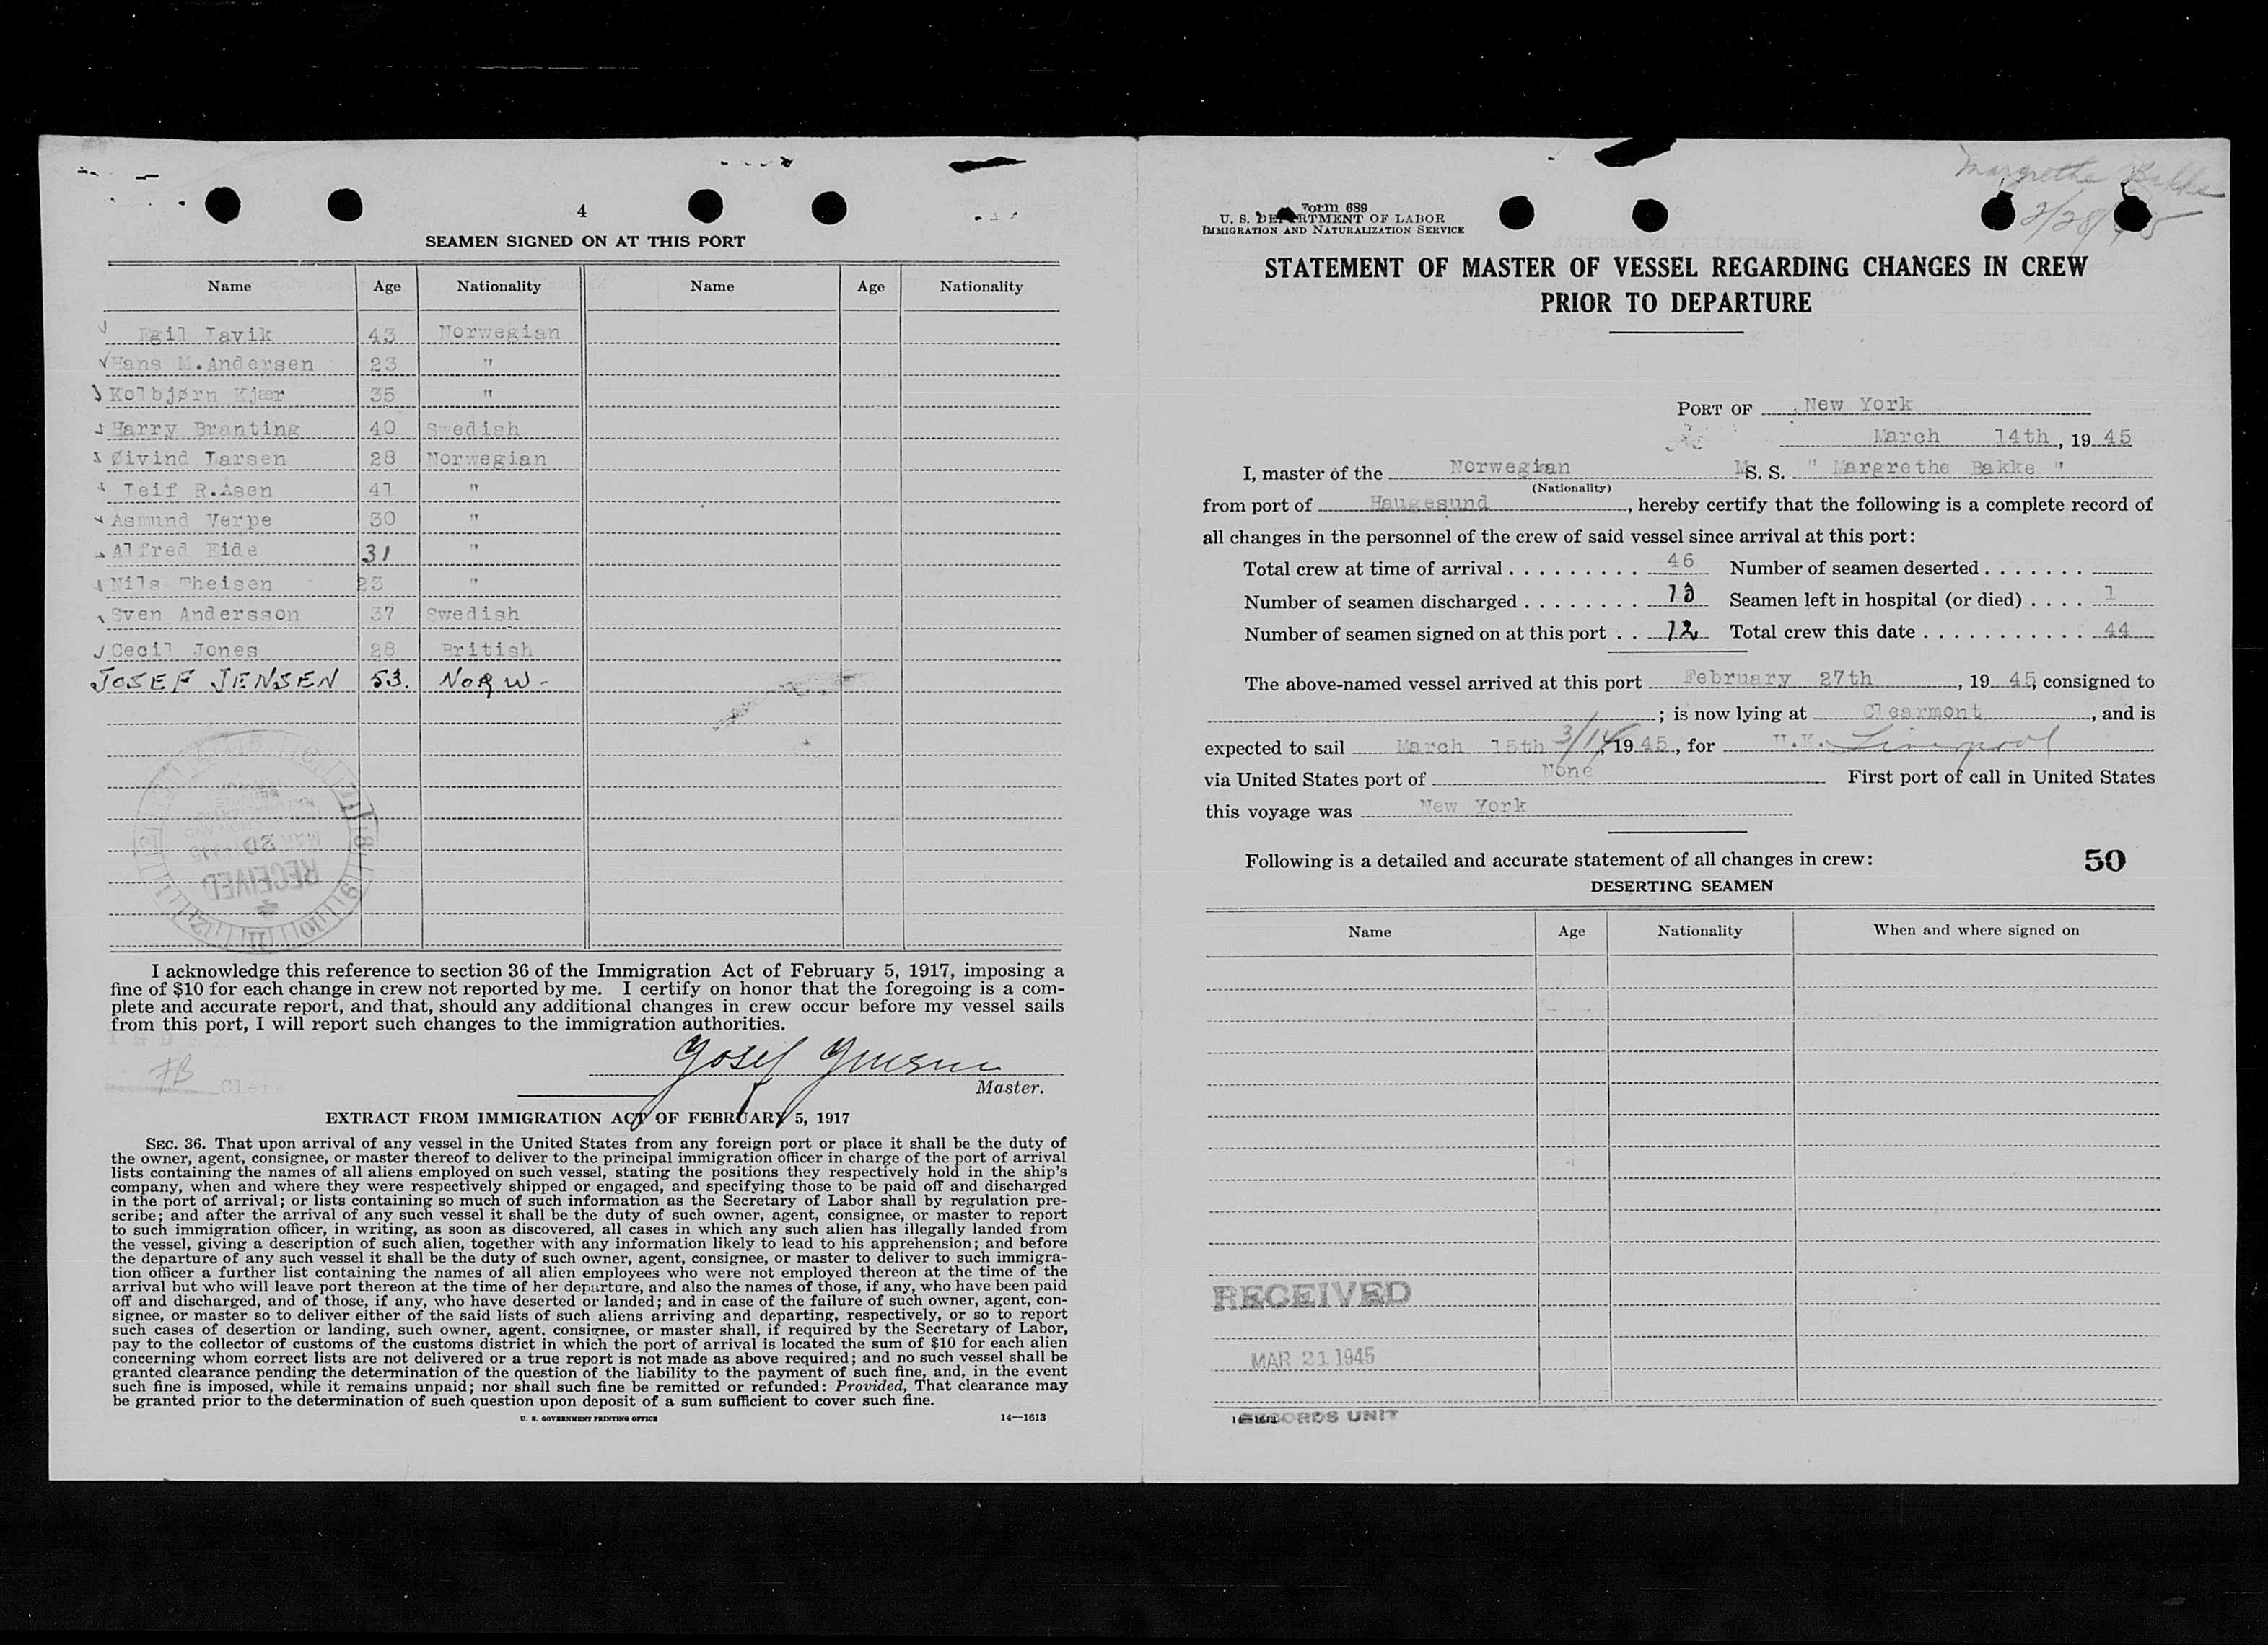 4
SEAMEN SIGNED ON AT THIS PORT
Name Age Nationality Name Age Nationality
Egil Lavik 43 Norwegian
Hans M. Andersen 23 "
Kolbjørn Kjær 35 "
Harry Branting 40 Swedish
Øivind Larsen 28 Norwegian
Leif R. Asen 41 "
Asmund Verpe 30 "
Alfred Eide 31 "
Nils Theisen 23 "
Sven Andersson 37 Swedish
Cecil Jones 28 British
JOSEF JENSEN 53. NORW-
RECEIVED
I acknowledge this reference to section 36 of the Immigration Act of February 5, 1917, imposing a
fine of $10 for each change in crew not reported by me. I certify on honor that the foregoing is a com-
plete and accurate report, and that, should any additional changes in crew occur before my vessel sails
from this port, I will report such changes to the immigration authorities.
Josef Jensen
Master.
EXTRACT FROM IMMIGRATION ACT OF FEBRUARY 5, 1917
SEC. 36. That upon arrival of any vessel in the United States from any foreign port or place it shall be the duty of
the owner, agent, consignee, or master thereof to deliver to the principal immigration officer in charge of the port of arrival
lists containing the names of all aliens employed on such vessel, stating the positions they respectively hold in the ship's
company, when and where they were respectively shipped or engaged, and specifying those to be paid off and discharged
in the port of arrival; or lists containing so much of such information as the Secretary of Labor shall by regulation pre-
scribe; and after the arrival of any such vessel it shall be the duty of such owner, agent, consignee, or master to report
to such immigration officer, in writing, as soon as discovered, all cases in which any such alien has illegally landed from
the vessel, giving a description of such alien, together with any information likely to lead to his apprehension; and before
the departure of any such vessel it shall be the duty of such owner, agent, consignee, or master to deliver to such immigra-
tion officer a further list containing the names of all alien employees who were not employed thereon at the time of the
arrival but who will leave port thereon at the time of her departure, and also the names of those, if any, who have been paid
off and discharged, and of those, if any, who have deserted or landed; and in case of the failure of such owner, agent, con-
signee, or master so to deliver either of the said lists of such aliens arriving and departing, respectively, or so to report
such cases of desertion or landing, such owner, agent, consignee, or master shall, if required by the Secretary of Labor,
pay to the collector of customs of the customs district in which the port of arrival is located the sum of $10 for each alien
concerning whom correct lists are not delivered or a true report is not made as above required; and no such vessel shall be
granted clearance pending the determination of the question of the liability to the payment of such fine, and, in the event
such fine is imposed, while it remains unpaid; nor shall such fine be remitted or refunded: Provided, That clearance may
be granted prior to the determination of such question upon deposit of a sum sufficient to cover such fine.
U. S. GOVERNMENT PRINTING OFFICE 14—1613
Margrethe Bakke
2/28/45
Form 689
U. S. DEPARTMENT OF LABOR
IMMIGRATION AND NATURALIZATION SERVICE
STATEMENT OF MASTER OF VESSEL REGARDING CHANGES IN CREW
PRIOR TO DEPARTURE
PORT OF New York
March 14th, 19 45
I, master of the Norwegian M S. S. " Margrethe Bakke "
(Nationality)
from port of Haugesund, hereby certify that the following is a complete record of
all changes in the personnel of the crew of said vessel since arrival at this port:
Total crew at time of arrival . . . . . . . . . . 46 Number of seamen deserted . . . . . . .
Number of seamen discharged . . . . . . . . 13 Seamen left in hospital (or died) . . . . 1
Number of seamen signed on at this port . . 12 Total crew this date . . . . . . . . . . . . 44
The above-named vessel arrived at this port February 27th, 19 45, consigned to
; is now lying at Clearmont, and is
expected to sail March 15th 3/14, 19 45, for U.K. Liverpool
via United States port of None First port of call in United States
this voyage was New York
Following is a detailed and accurate statement of all changes in crew: 50
DESERTING SEAMEN
Name Age Nationality When and where signed on
RECEIVED
MAR 21 1945
14—1613 RECORDS UNIT